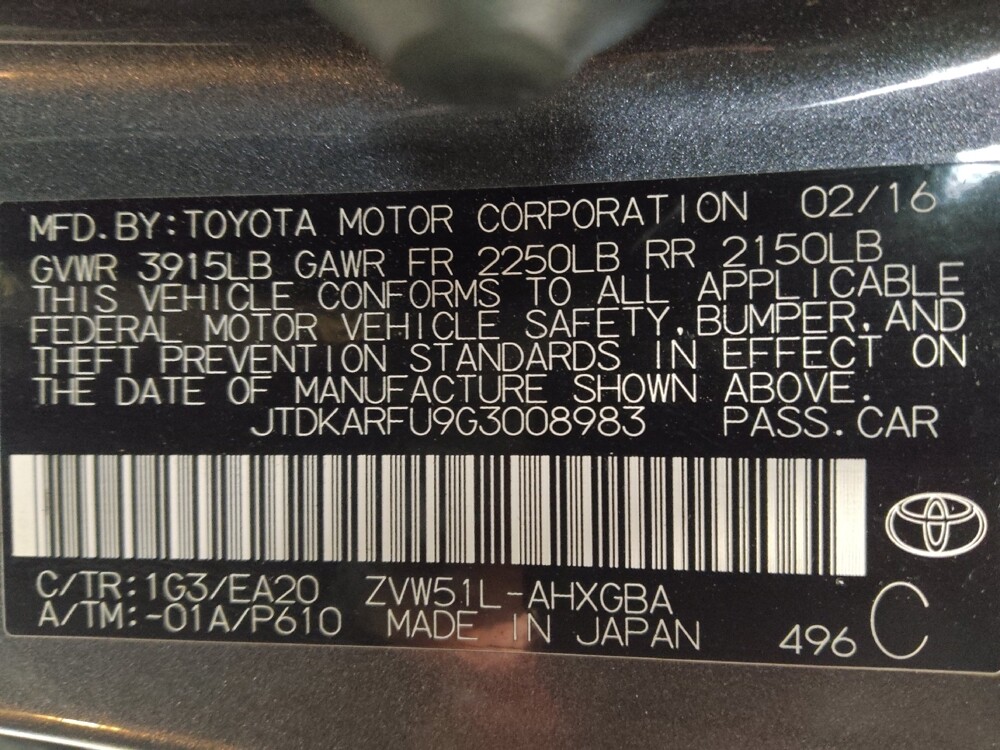 MFD.BY:TOYOTA MOTOR CORPORATION 02/16
GVWR 3915LB GAWR FR 2250LB RR 2150LB
THIS VEHICLE CONFORMS TO ALL APPLICABLE
FEDERAL MOTOR VEHICLE SAFETY,BUMPER,AND
THEFT PREVENTION STANDARDS IN EFFECT ON
THE DATE OF MANUFACTURE SHOWN ABOVE.
JTDKARFU9G3008983 PASS.CAR
C/TR:1G3/EA20 ZVW51L-AHXGBA
A/TM:-01A/P610 MADE IN JAPAN 496 C